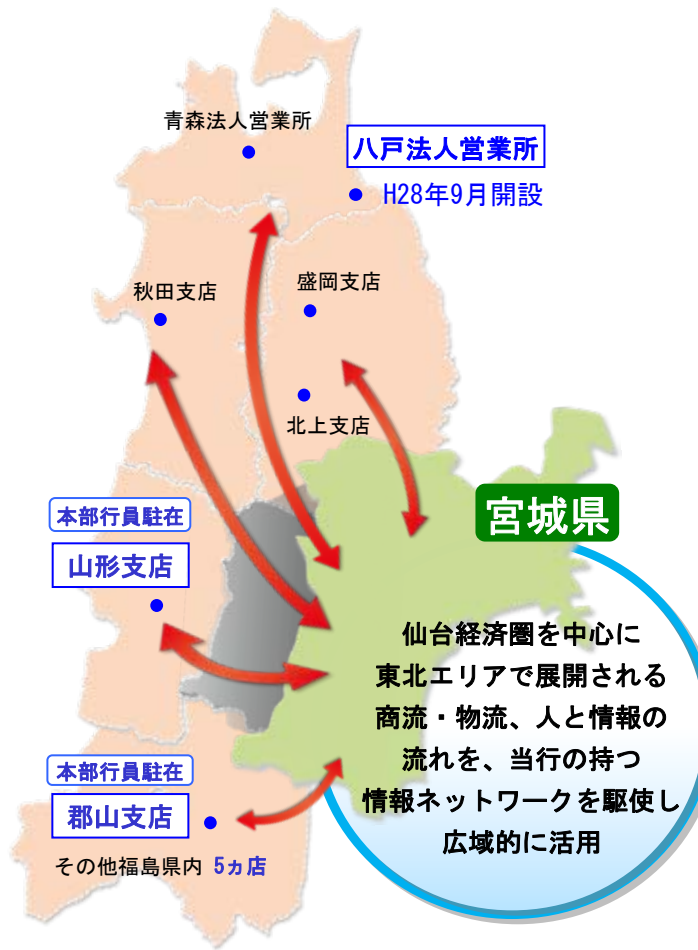 青森法人営業所
八戸法人営業所
H28年9月開設
秋田支店
盛岡支店
北上支店
宮城県
本部行員駐在
山形支店
仙台経済圏を中心に
東北エリアで展開される
商流・物流、人と情報の
流れを、当行の持つ
情報ネットワークを駆使し
広域的に活用
本部行員駐在
郡山支店
その他福島県内 5ヵ店